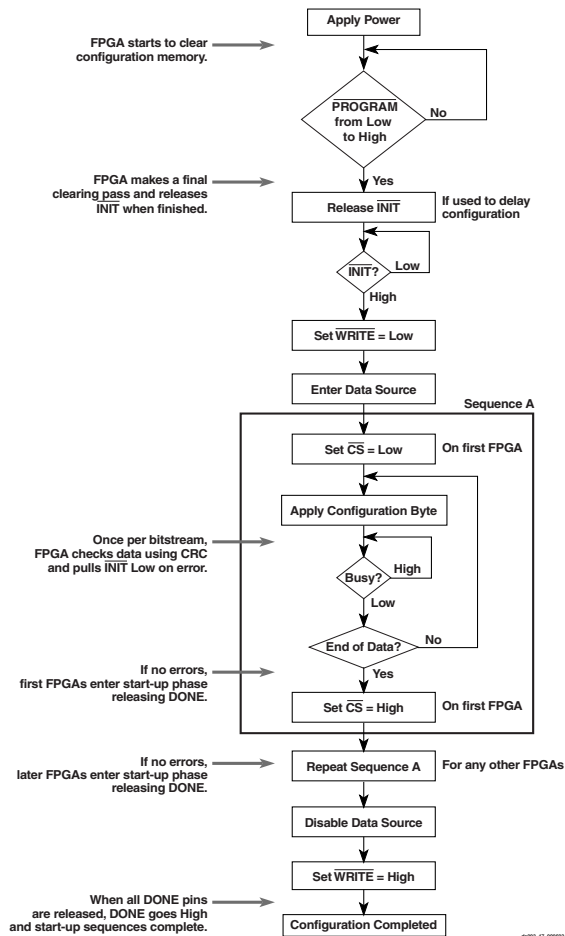 Apply Power
FPGA starts to clear
configuration memory.
PROGRAM
from Low
to High
No
Yes
FPGA makes a final
clearing pass and releases
INIT when finished.
Release INIT
If used to delay
configuration
INIT?
Low
High
Set WRITE = Low
Enter Data Source
Sequence A
Set CS = Low
On first FPGA
Apply Configuration Byte
Once per bitstream,
FPGA checks data using CRC
and pulls INIT Low on error.
Busy?
High
Low
End of Data?
No
Yes
If no errors,
first FPGAs enter start-up phase
releasing DONE.
Set CS = High
On first FPGA
If no errors,
later FPGAs enter start-up phase
releasing DONE.
Repeat Sequence A
For any other FPGAs
Disable Data Source
Set WRITE = High
When all DONE pins
are released, DONE goes High
and start-up sequences complete.
Configuration Completed